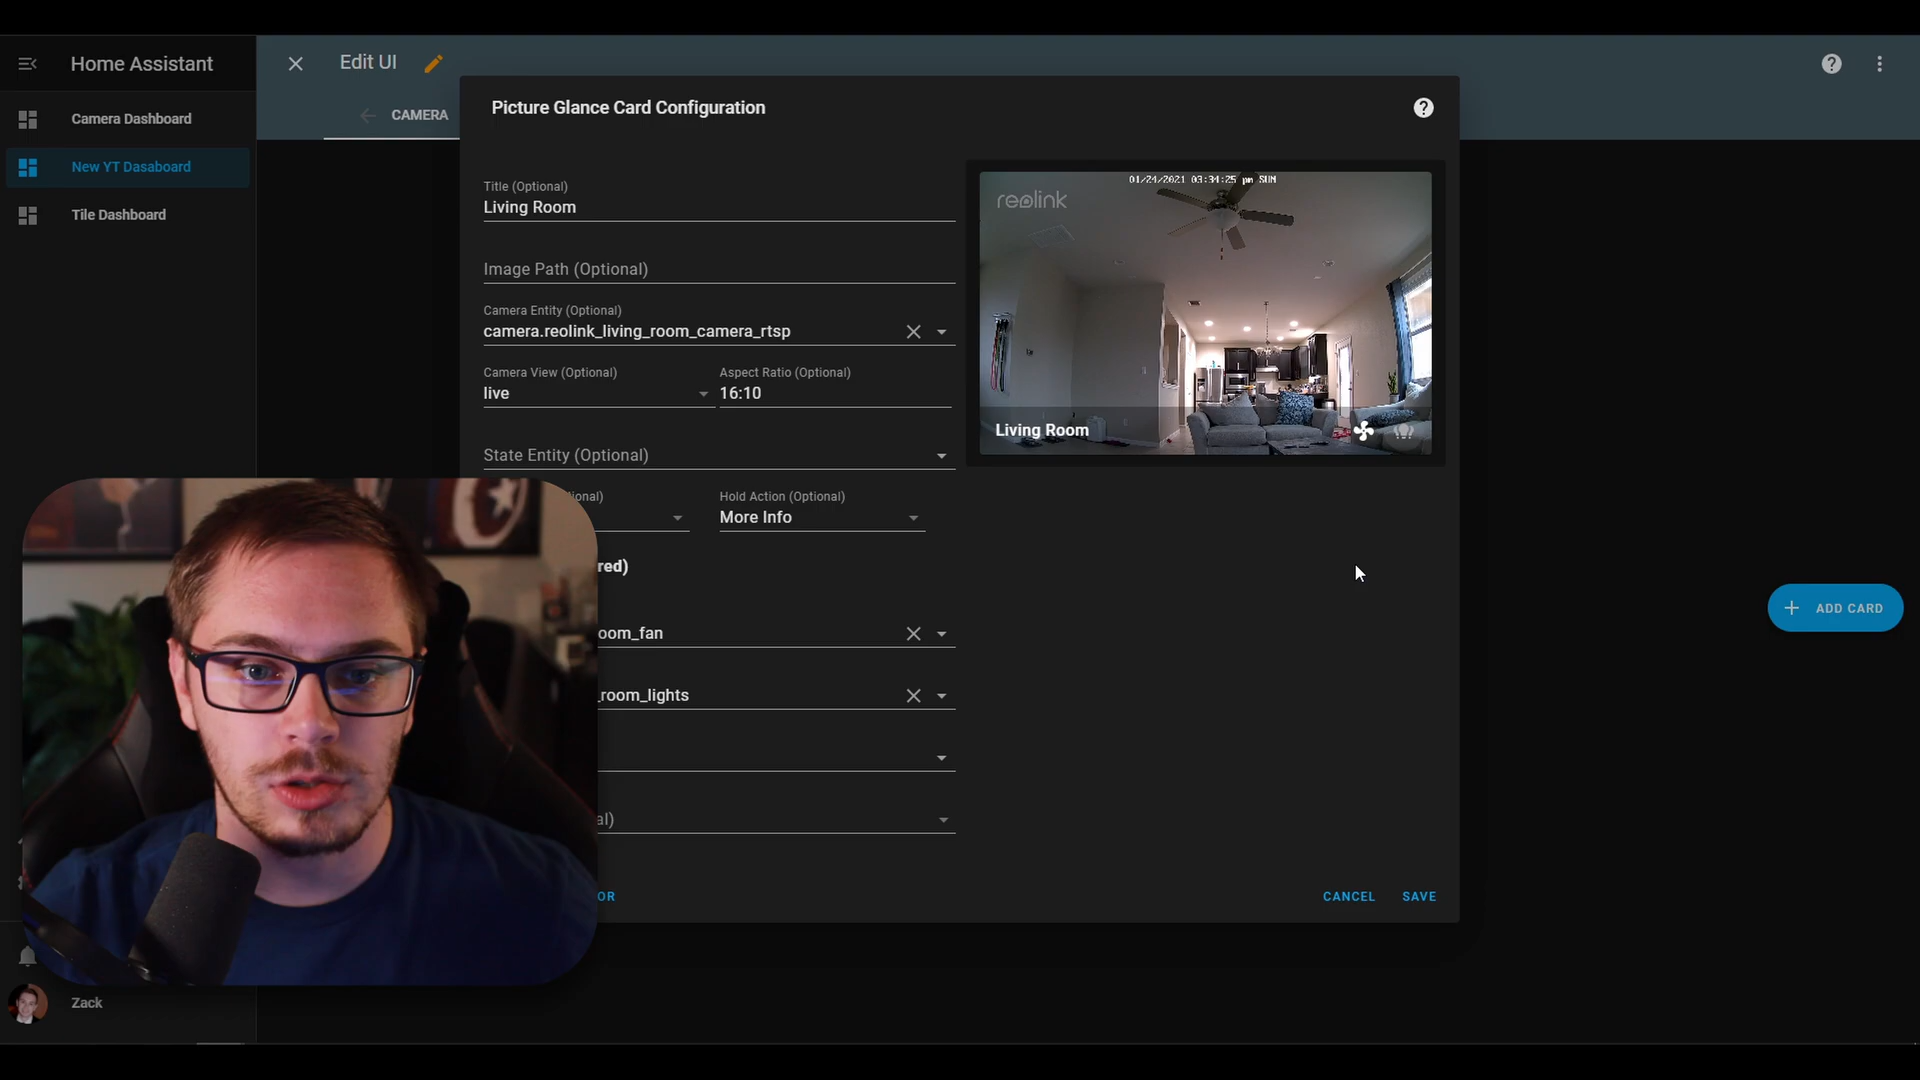 Home Assistant
Edit UI
Camera Dashboard
CAMERA
New YT Dasaboard
Tile Dashboard
Picture Glance Card Configuration
Title (Optional)
Living Room
Image Path (Optional)
Camera Entity (Optional)
camera.reolink_living_room_camera_rtsp
Camera View (Optional)
live
Aspect Ratio (Optional)
16:10
State Entity (Optional)
ional)
Hold Action (Optional)
More Info
red)
oom_fan
_room_lights
al)
OR
CANCEL
SAVE
01/24/2021 03:34:25 pm SUN
reolink
Living Room
ADD CARD
Zack